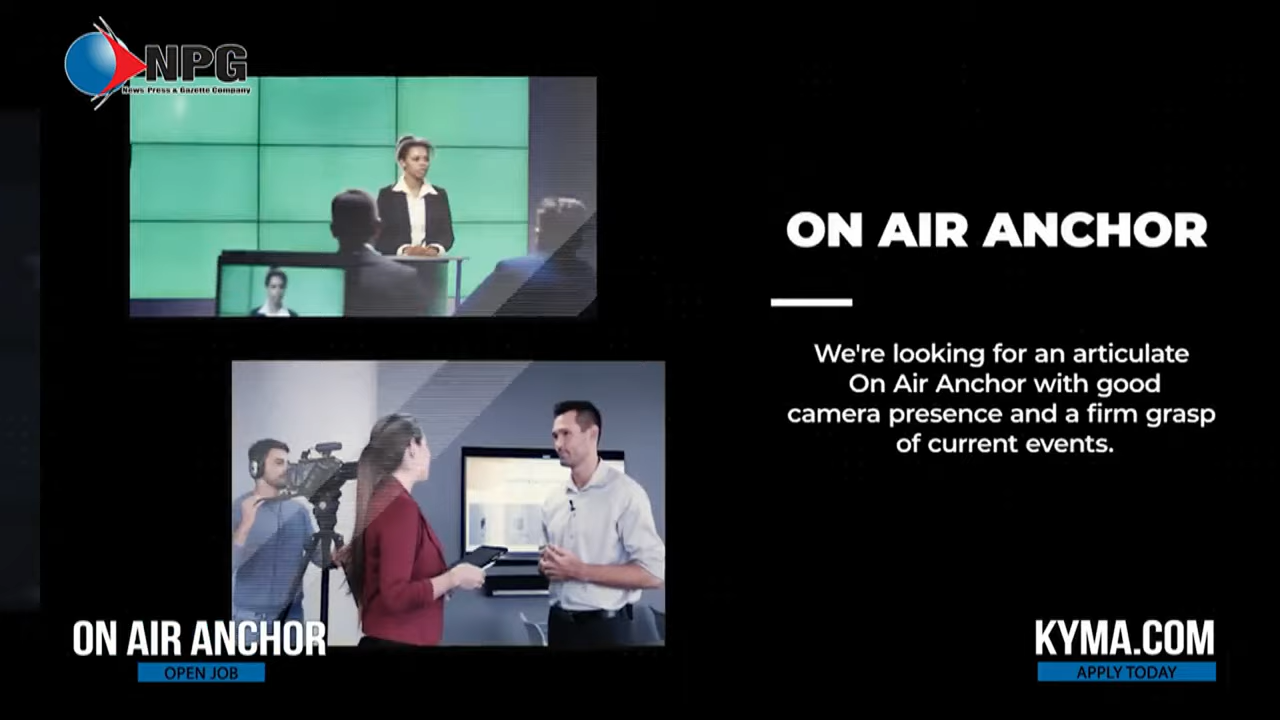 NPG
News Press & Gazette Company
ON AIR ANCHOR
We're looking for an articulate
On Air Anchor with good
camera presence and a firm grasp
of current events.
ON AIR ANCHOR
OPEN JOB
KYMA.COM
APPLY TODAY